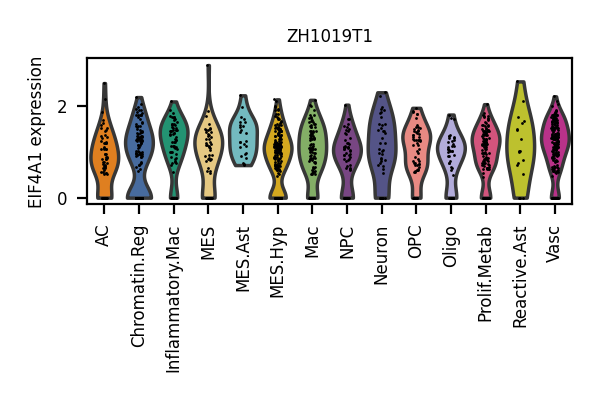 ZH1019T1
EIF4A1 expression
2
0
AC
Chromatin.Reg
Inflammatory.Mac
MES
MES.Ast
MES.Hyp
Mac
NPC
Neuron
OPC
Oligo
Prolif.Metab
Reactive.Ast
Vasc